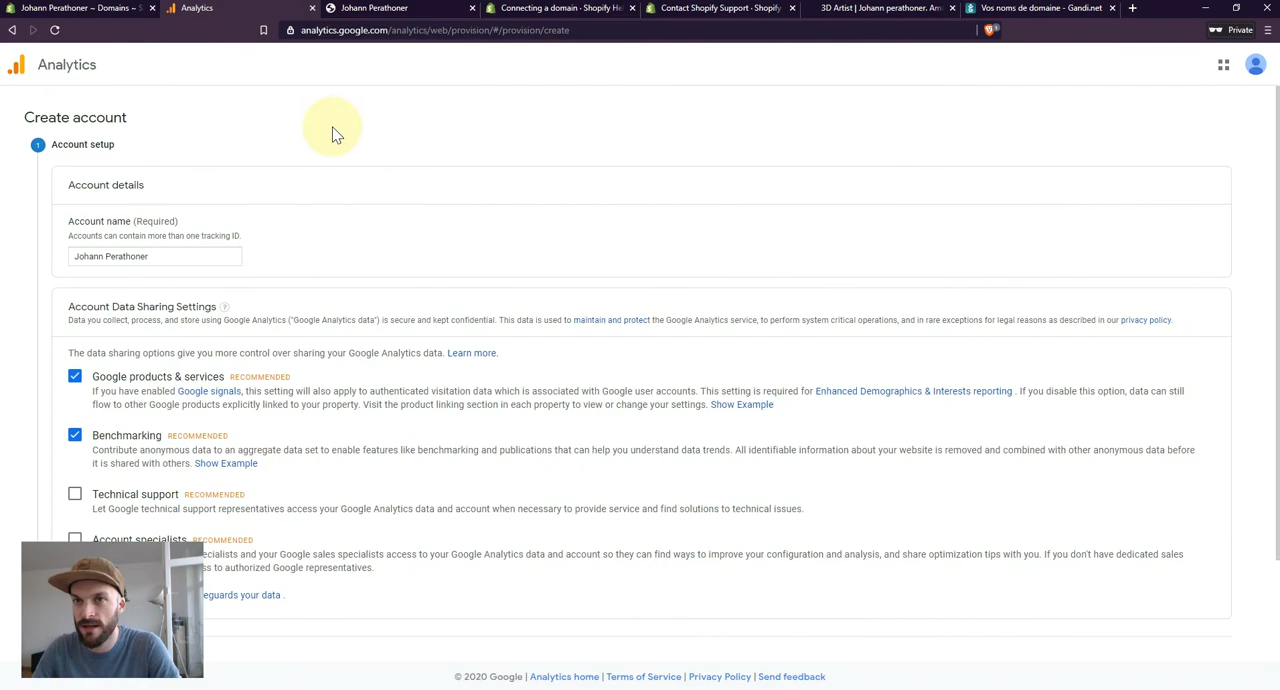 Johann Perathoner ~ Domains ~ S
Analytics
Johann Perathoner
Connecting a domain · Shopify He
Contact Shopify Support · Shopify
3D Artist | Johann perathoner, Am
Vos noms de domaine - Gandi.net
analytics.google.com/analytics/web/provision/#/provision/create
Private
Analytics
Create account
1 Account setup
Account details
Account name (Required)
Accounts can contain more than one tracking ID.
Johann Perathoner
Account Data Sharing Settings ?
Data you collect, process, and store using Google Analytics ("Google Analytics data") is secure and kept confidential. This data is used to maintain and protect the Google Analytics service, to perform system critical operations, and in rare exceptions for legal reasons as described in our privacy policy.
The data sharing options give you more control over sharing your Google Analytics data. Learn more.
Google products & services RECOMMENDED
If you have enabled Google signals, this setting will also apply to authenticated visitation data which is associated with Google user accounts. This setting is required for Enhanced Demographics & Interests reporting . If you disable this option, data can still
flow to other Google products explicitly linked to your property. Visit the product linking section in each property to view or change your settings. Show Example
Benchmarking RECOMMENDED
Contribute anonymous data to an aggregate data set to enable features like benchmarking and publications that can help you understand data trends. All identifiable information about your website is removed and combined with other anonymous data before
it is shared with others. Show Example
Technical support RECOMMENDED
Let Google technical support representatives access your Google Analytics data and account when necessary to provide service and find solutions to technical issues.
Account specialists RECOMMENDED
ecialists and your Google sales specialists access to your Google Analytics data and account so they can find ways to improve your configuration and analysis, and share optimization tips with you. If you don't have dedicated sales
ss to authorized Google representatives.
eguards your data .
© 2020 Google | Analytics home | Terms of Service | Privacy Policy | Send feedback